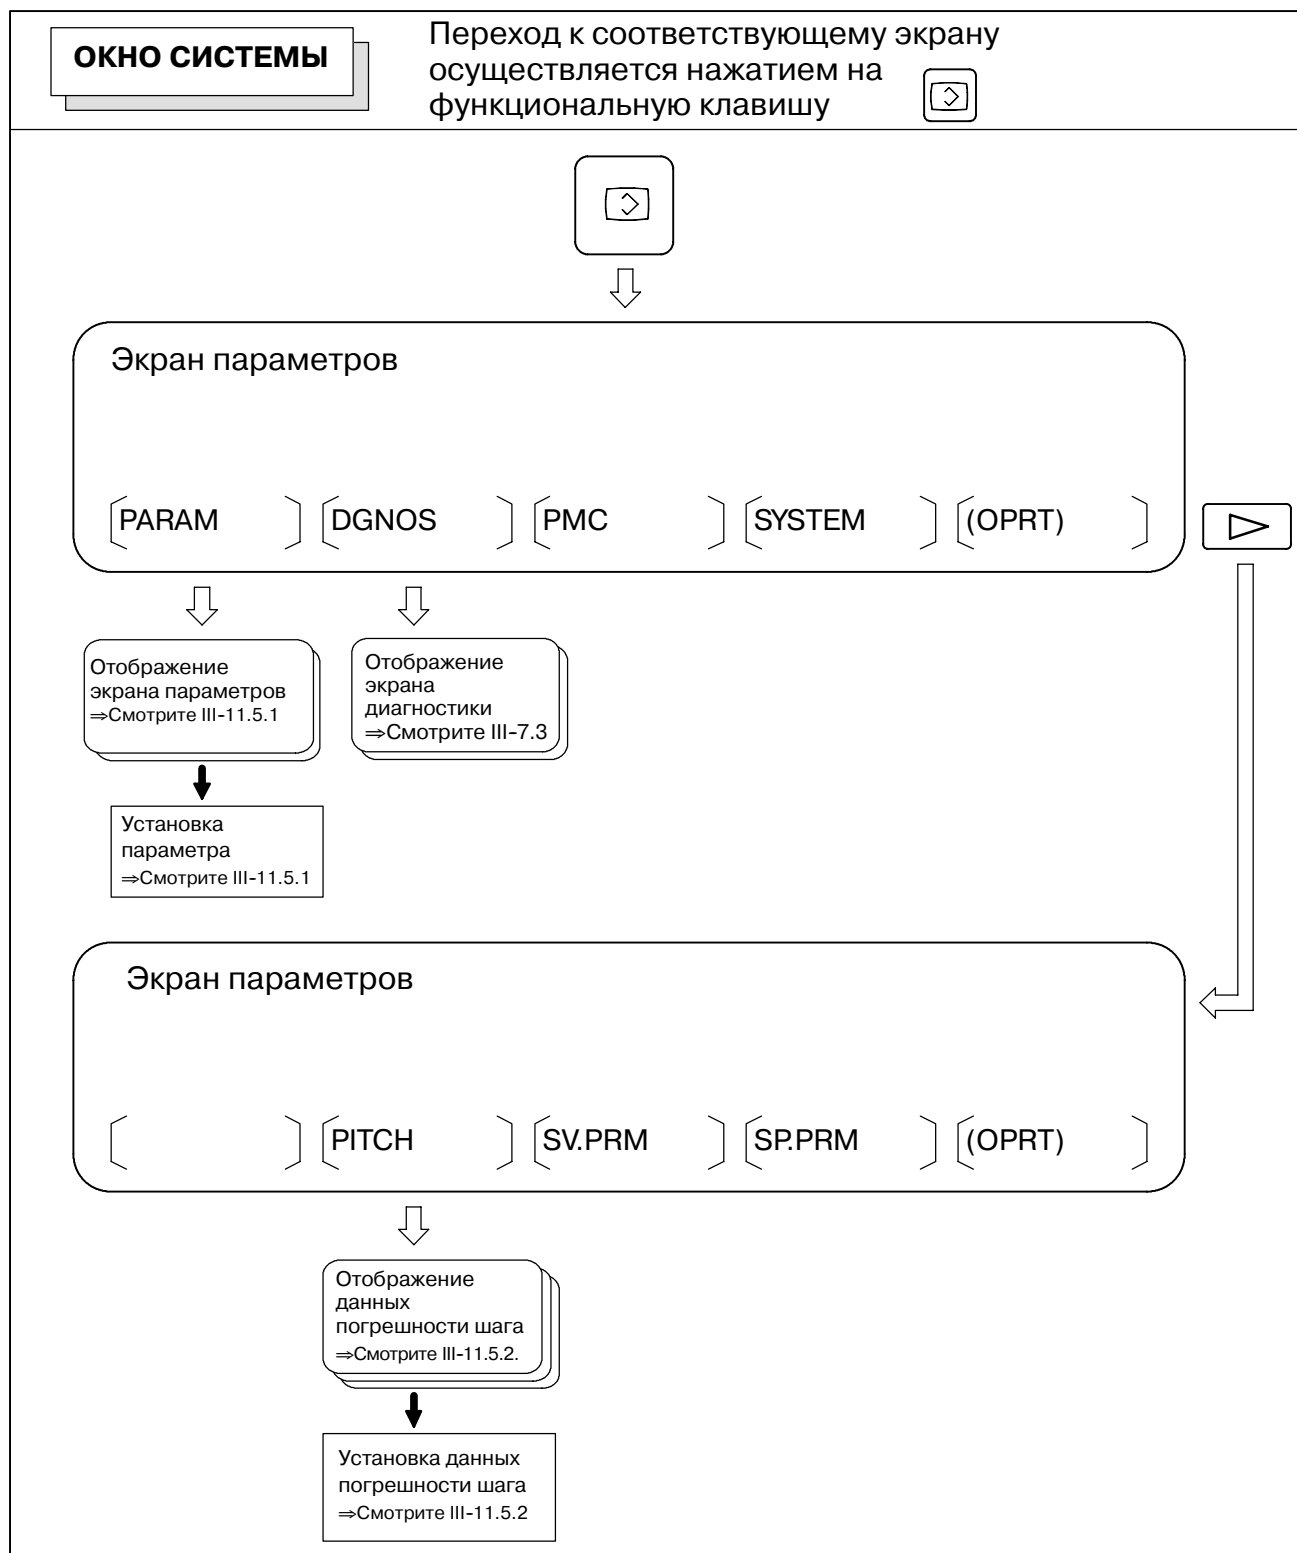 ОКНО СИСТЕМЫ
Переход к соответствующему экрану
осуществляется нажатием на
функциональную клавишу
Экран параметров
PARAM
DGNOS
PMC
SYSTEM
(OPRT)
Отображение
экрана параметров
⇒Смотрите III-11.5.1
Отображение
экрана
диагностики
⇒Смотрите III-7.3
Установка
параметра
⇒Смотрите III-11.5.1
Экран параметров
PITCH
SV.PRM
SP.PRM
(OPRT)
Отображение
данных
погрешности шага
⇒Смотрите III-11.5.2.
Установка данных
погрешности шага
⇒Смотрите III-11.5.2